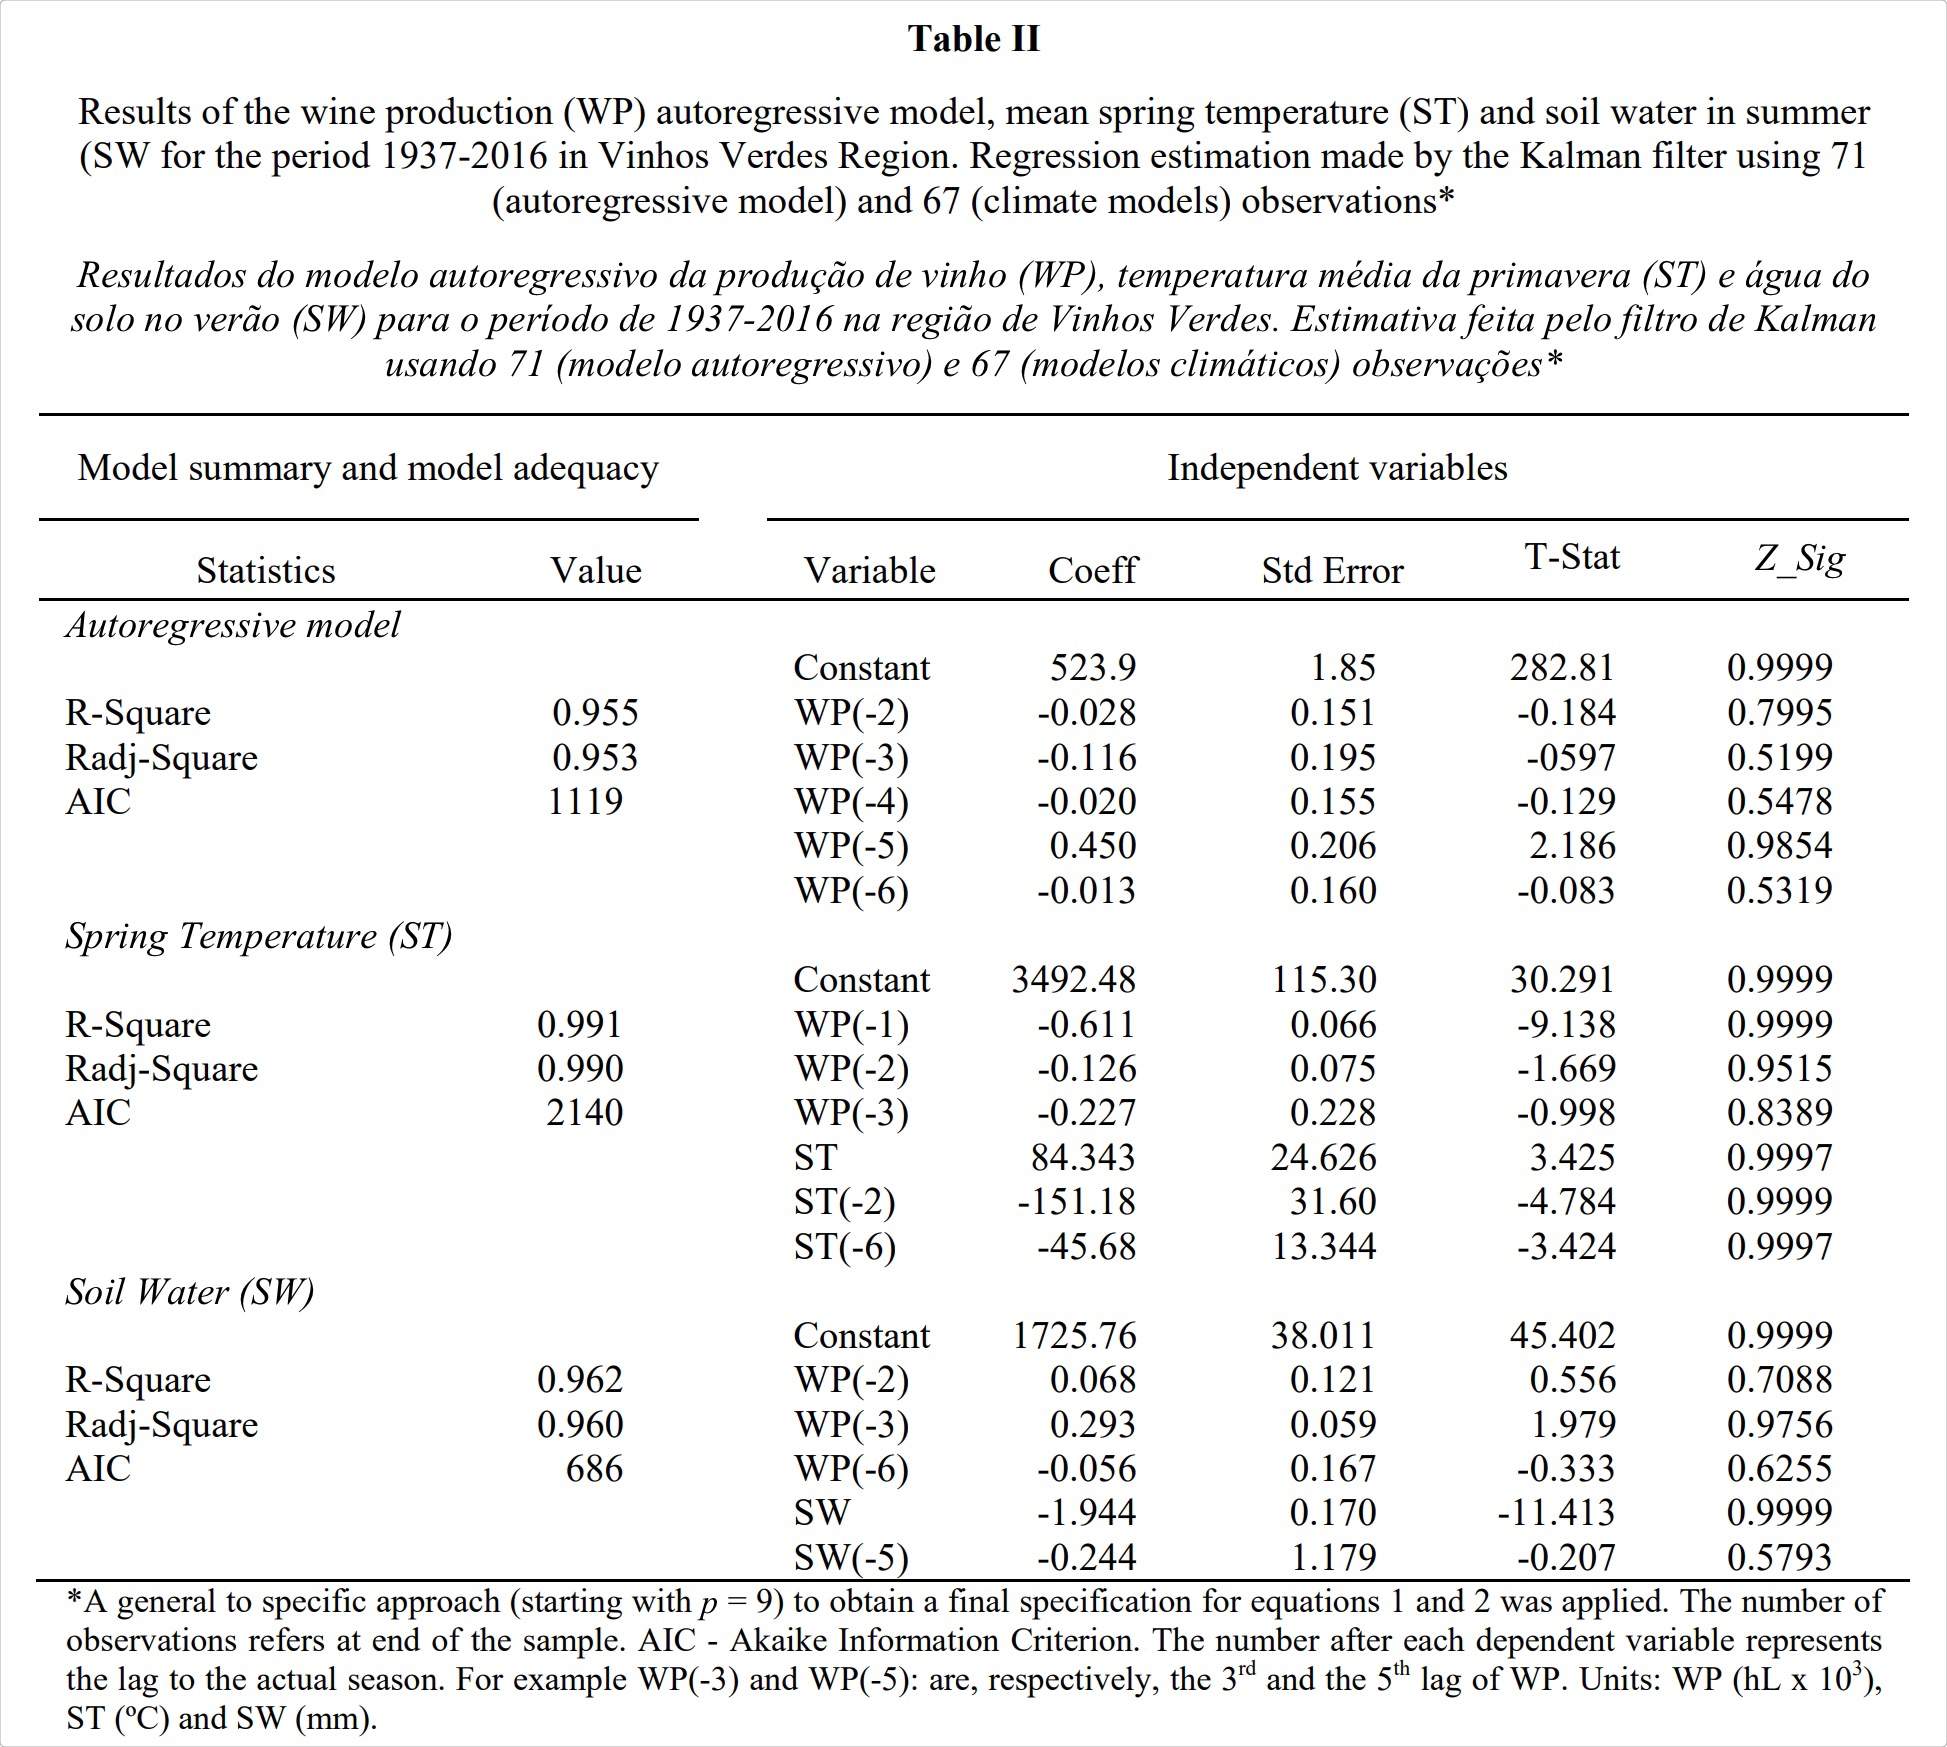 Table II
Results of the wine production (WP) autoregressive model, mean spring temperature (ST) and soil water in summer
(SW for the period 1937-2016 in Vinhos Verdes Region. Regression estimation made by the Kalman filter using 71
(autoregressive model) and 67 (climate models) observations*
Resultados do modelo autoregressivo da produção de vinho (WP), temperatura média da primavera (ST) e água do
solo no verão (SW) para o período de 1937-2016 na região de Vinhos Verdes. Estimativa feita pelo filtro de Kalman
usando 71 (modelo autoregressivo) e 67 (modelos climáticos) observações*
Model summary and model adequacy Independent variables
Statistics Value Variable Coeff Std Error T-Stat Z_Sig
Autoregressive model
Constant 523.9 1.85 282.81 0.9999
R-Square 0.955 WP(-2) -0.028 0.151 -0.184 0.7995
Radj-Square 0.953 WP(-3) -0.116 0.195 -0597 0.5199
AIC 1119 WP(-4) -0.020 0.155 -0.129 0.5478
WP(-5) 0.450 0.206 2.186 0.9854
WP(-6) -0.013 0.160 -0.083 0.5319
Spring Temperature (ST)
Constant 3492.48 115.30 30.291 0.9999
R-Square 0.991 WP(-1) -0.611 0.066 -9.138 0.9999
Radj-Square 0.990 WP(-2) -0.126 0.075 -1.669 0.9515
AIC 2140 WP(-3) -0.227 0.228 -0.998 0.8389
ST 84.343 24.626 3.425 0.9997
ST(-2) -151.18 31.60 -4.784 0.9999
ST(-6) -45.68 13.344 -3.424 0.9997
Soil Water (SW)
Constant 1725.76 38.011 45.402 0.9999
R-Square 0.962 WP(-2) 0.068 0.121 0.556 0.7088
Radj-Square 0.960 WP(-3) 0.293 0.059 1.979 0.9756
AIC 686 WP(-6) -0.056 0.167 -0.333 0.6255
SW -1.944 0.170 -11.413 0.9999
SW(-5) -0.244 1.179 -0.207 0.5793
*A general to specific approach (starting with p = 9) to obtain a final specification for equations 1 and 2 was applied. The number of
observations refers at end of the sample. AIC - Akaike Information Criterion. The number after each dependent variable represents
the lag to the actual season. For example WP(-3) and WP(-5): are, respectively, the 3rd and the 5th lag of WP. Units: WP (hL x 10³),
ST (ºC) and SW (mm).